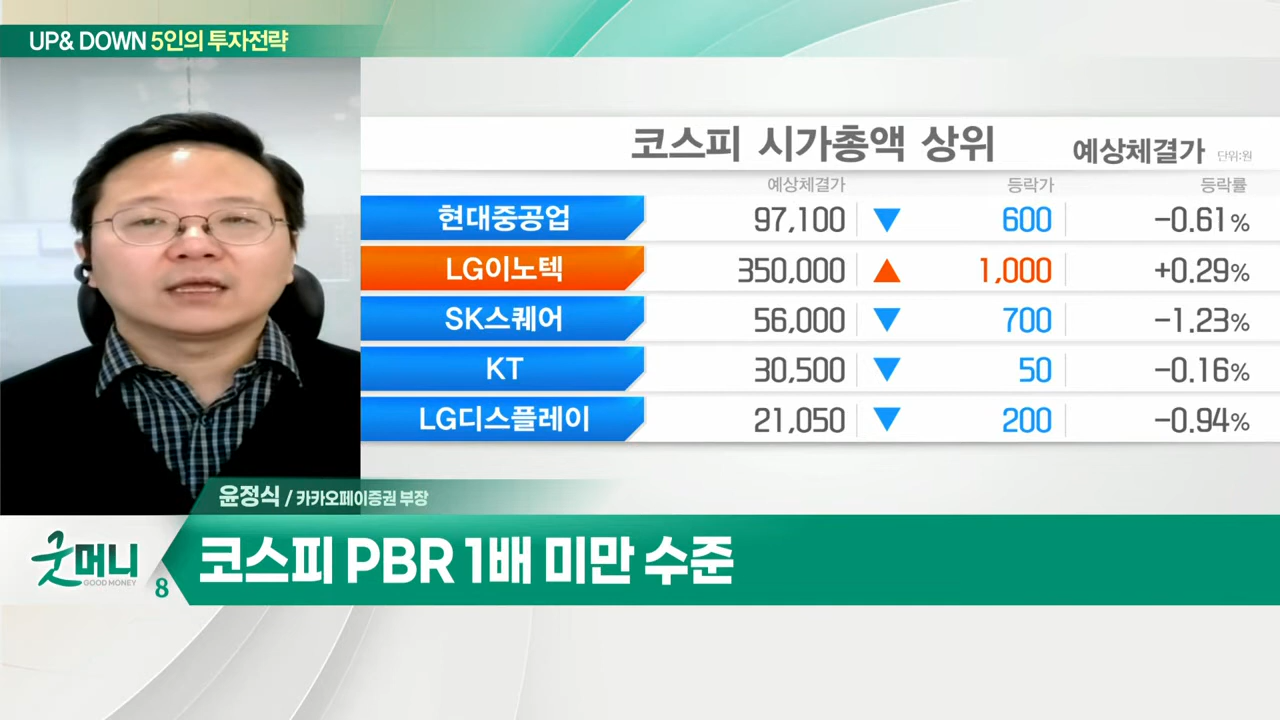 UP& DOWN 5인의 투자전략
코스피 시가총액 상위 예상체결가 단위:원
예상체결가 등락가 등락률
현대중공업 97,100 ▼ 600 -0.61%
LG이노텍 350,000 ▲ 1,000 +0.29%
SK스퀘어 56,000 ▼ 700 -1.23%
KT 30,500 ▼ 50 -0.16%
LG디스플레이 21,050 ▼ 200 -0.94%
윤정식 / 카카오페이증권 부장
굿머니
GOOD MONEY
8
코스피 PBR 1배 미만 수준